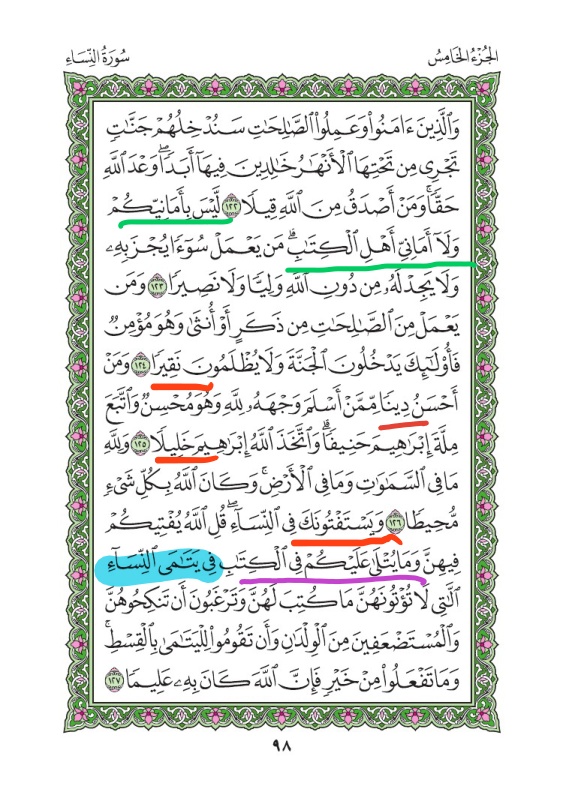 الجُزْءُ الخَامِسُ
سُورَةُ النِّسَاءِ
وَٱلَّذِينَ ءَامَنُواْ وَعَمِلُواْ ٱلصَّٰلِحَٰتِ سَنُدْخِلُهُمْ جَنَّٰتٍ
تَجْرِي مِن تَحْتِهَا ٱلْأَنْهَٰرُ خَٰلِدِينَ فِيهَآ أَبَدًاۖ وَعْدَ ٱللَّهِ
حَقًّاۚ وَمَنْ أَصْدَقُ مِنَ ٱللَّهِ قِيلًا ١٢٢ لَّيْسَ بِأَمَانِيِّكُمْ
وَلَآ أَمَانِيِّ أَهْلِ ٱلْكِتَٰبِۗ مَن يَعْمَلْ سُوٓءًا يُجْزَ بِهِۦ
وَلَا يَجِدْ لَهُۥ مِن دُونِ ٱللَّهِ وَلِيًّا وَلَا نَصِيرًا ١٢٣ وَمَن
يَعْمَلْ مِنَ ٱلصَّٰلِحَٰتِ مِن ذَكَرٍ أَوْ أُنثَىٰ وَهُوَ مُؤْمِنٌ
فَأُوْلَٰٓئِكَ يَدْخُلُونَ ٱلْجَنَّةَ وَلَا يُظْلَمُونَ نَقِيرًا ١٢٤ وَمَنْ
أَحْسَنُ دِينًا مِّمَّنْ أَسْلَمَ وَجْهَهُۥ لِلَّهِ وَهُوَ مُحْسِنٌ وَٱتَّبَعَ
مِلَّةَ إِبْرَٰهِيمَ حَنِيفًاۗ وَٱتَّخَذَ ٱللَّهُ إِبْرَٰهِيمَ خَلِيلًا ١٢٥ وَلِلَّهِ
مَا فِي ٱلسَّمَٰوَٰتِ وَمَا فِي ٱلْأَرْضِۚ وَكَانَ ٱللَّهُ بِكُلِّ شَيْءٍ
مُّحِيطًا ١٢٦ وَيَسْتَفْتُونَكَ فِي ٱلنِّسَآءِۖ قُلِ ٱللَّهُ يُفْتِيكُمْ
فِيهِنَّ وَمَا يُتْلَىٰ عَلَيْكُمْ فِي ٱلْكِتَٰبِ فِي يَتَٰمَى ٱلنِّسَآءِ
ٱلَّٰتِي لَا تُؤْتُونَهُنَّ مَا كُتِبَ لَهُنَّ وَتَرْغَبُونَ أَن تَنكِحُوهُنَّ
وَٱلْمُسْتَضْعَفِينَ مِنَ ٱلْوِلْدَٰنِ وَأَن تَقُومُواْ لِلْيَتَٰمَىٰ بِٱلْقِسْطِۚ
وَمَا تَفْعَلُواْ مِنْ خَيْرٍ فَإِنَّ ٱللَّهَ كَانَ بِهِۦ عَلِيمًا ١٢٧
٩٨